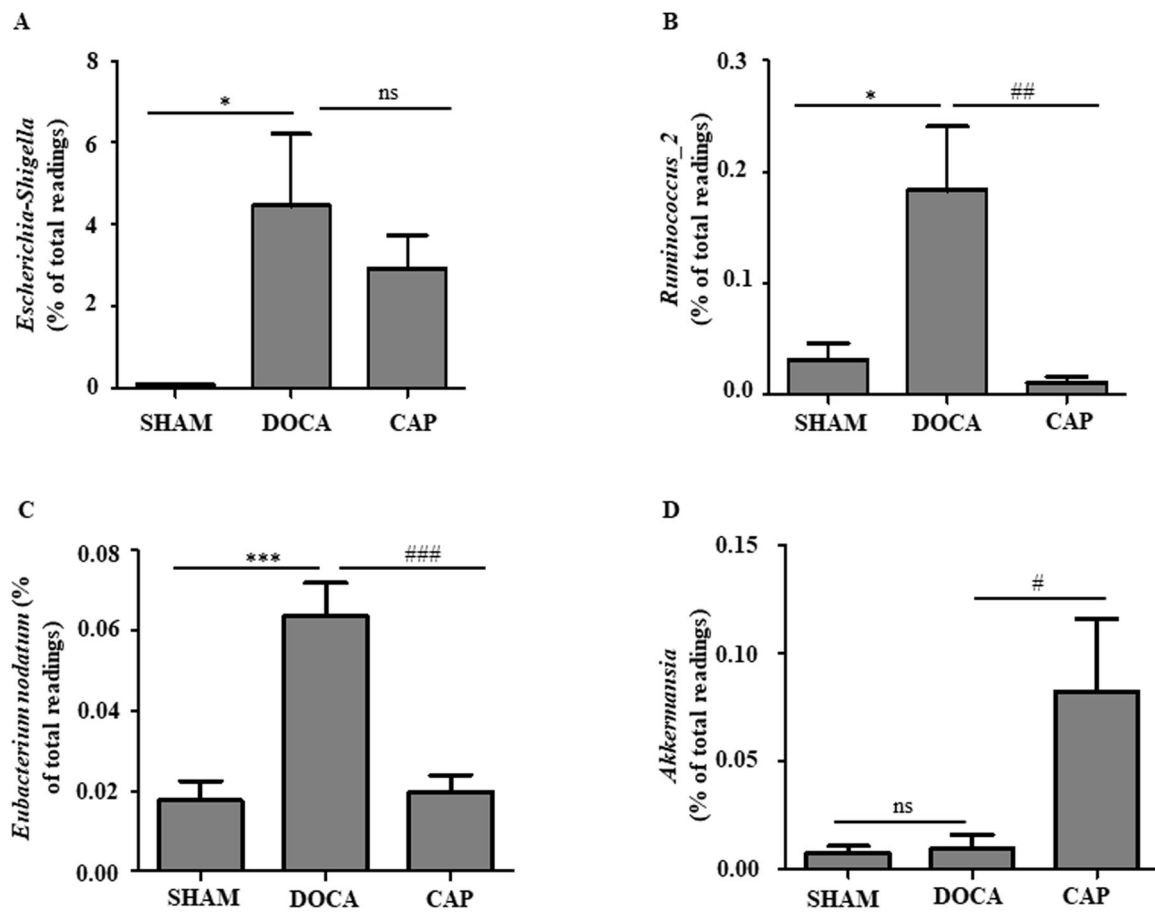 A
Escherichia-Shigella
(% of total readings)
8
6
4
2
0
*
ns
SHAM DOCA CAP
B
Ruminococcus_2
(% of total readings)
0.3
0.2
0.1
0.0
*
##
SHAM DOCA CAP
C
Eubacterium nodatum (%
of total readings)
0.08
0.06
0.04
0.02
0.00
***
###
SHAM DOCA CAP
D
Akkermansia
(% of total readings)
0.15
0.10
0.05
0.00
ns
#
SHAM DOCA CAP